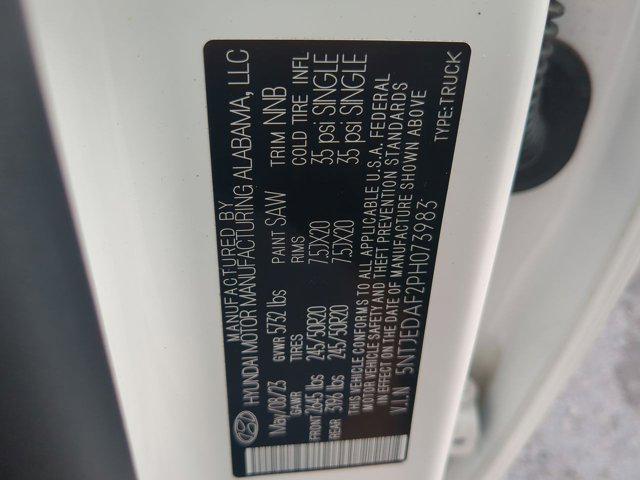 MANUFACTURED BY
HYUNDAI MOTOR MANUFACTURING ALABAMA, LLC
May/08/23 GVWR 5732 lbs PAINT SAW TRIM NNB
GAWR TIRES RIMS COLD TIRE INFL
FRONT 2645 lbs 245/50R20 7.5JX20 35 psi SINGLE
REAR 3196 lbs 245/50R20 7.5JX20 35 psi SINGLE
THIS VEHICLE CONFORMS TO ALL APPLICABLE U.S.A. FEDERAL
MOTOR VEHICLE SAFETY AND THEFT PREVENTION STANDARDS
IN EFFECT ON THE DATE OF MANUFACTURE SHOWN ABOVE
V.I.N 5NTJEDAF2PH073983 TYPE:TRUCK